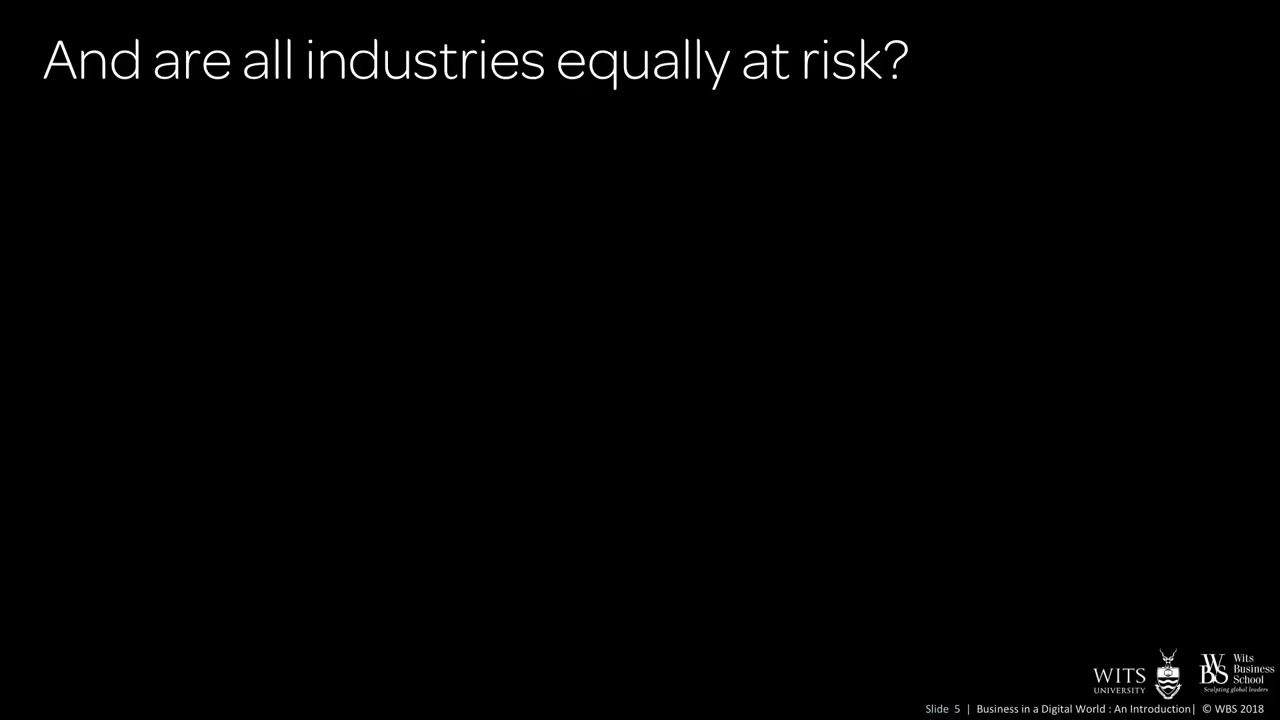 And are all industries equally at risk?
WITS
UNIVERSITY
WBS
Wits
Business
School
Sculpting global leaders
Slide 5 | Business in a Digital World : An Introduction| © WBS 2018